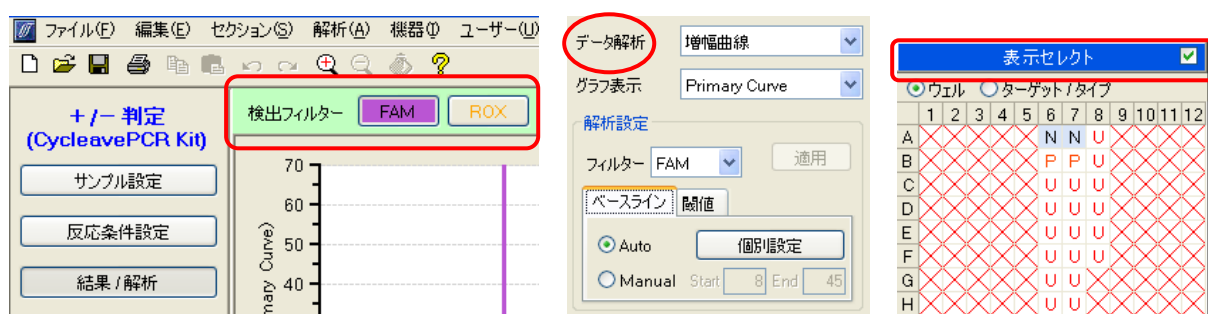 ファイル(F) 編集(E) セクション(S) 解析(A) 機器(I) ユーザー(U)
+/- 判定
(CycleavePCR Kit)
サンプル設定
反応条件設定
結果 / 解析
検出フィルター FAM ROX
70
60
50
40
mary Curve)
データ解析 増幅曲線
グラフ表示 Primary Curve
解析設定
フィルター FAM 適用
ベースライン 閾値
Auto 個別設定
Manual Start 8 End 45
表示セレクト
ウェル ターゲット / タイプ
1 2 3 4 5 6 7 8 9 10 11 12
A N N U
B P P U
C U U U
D U U U
E U U U
F U U U
G U U
H U U